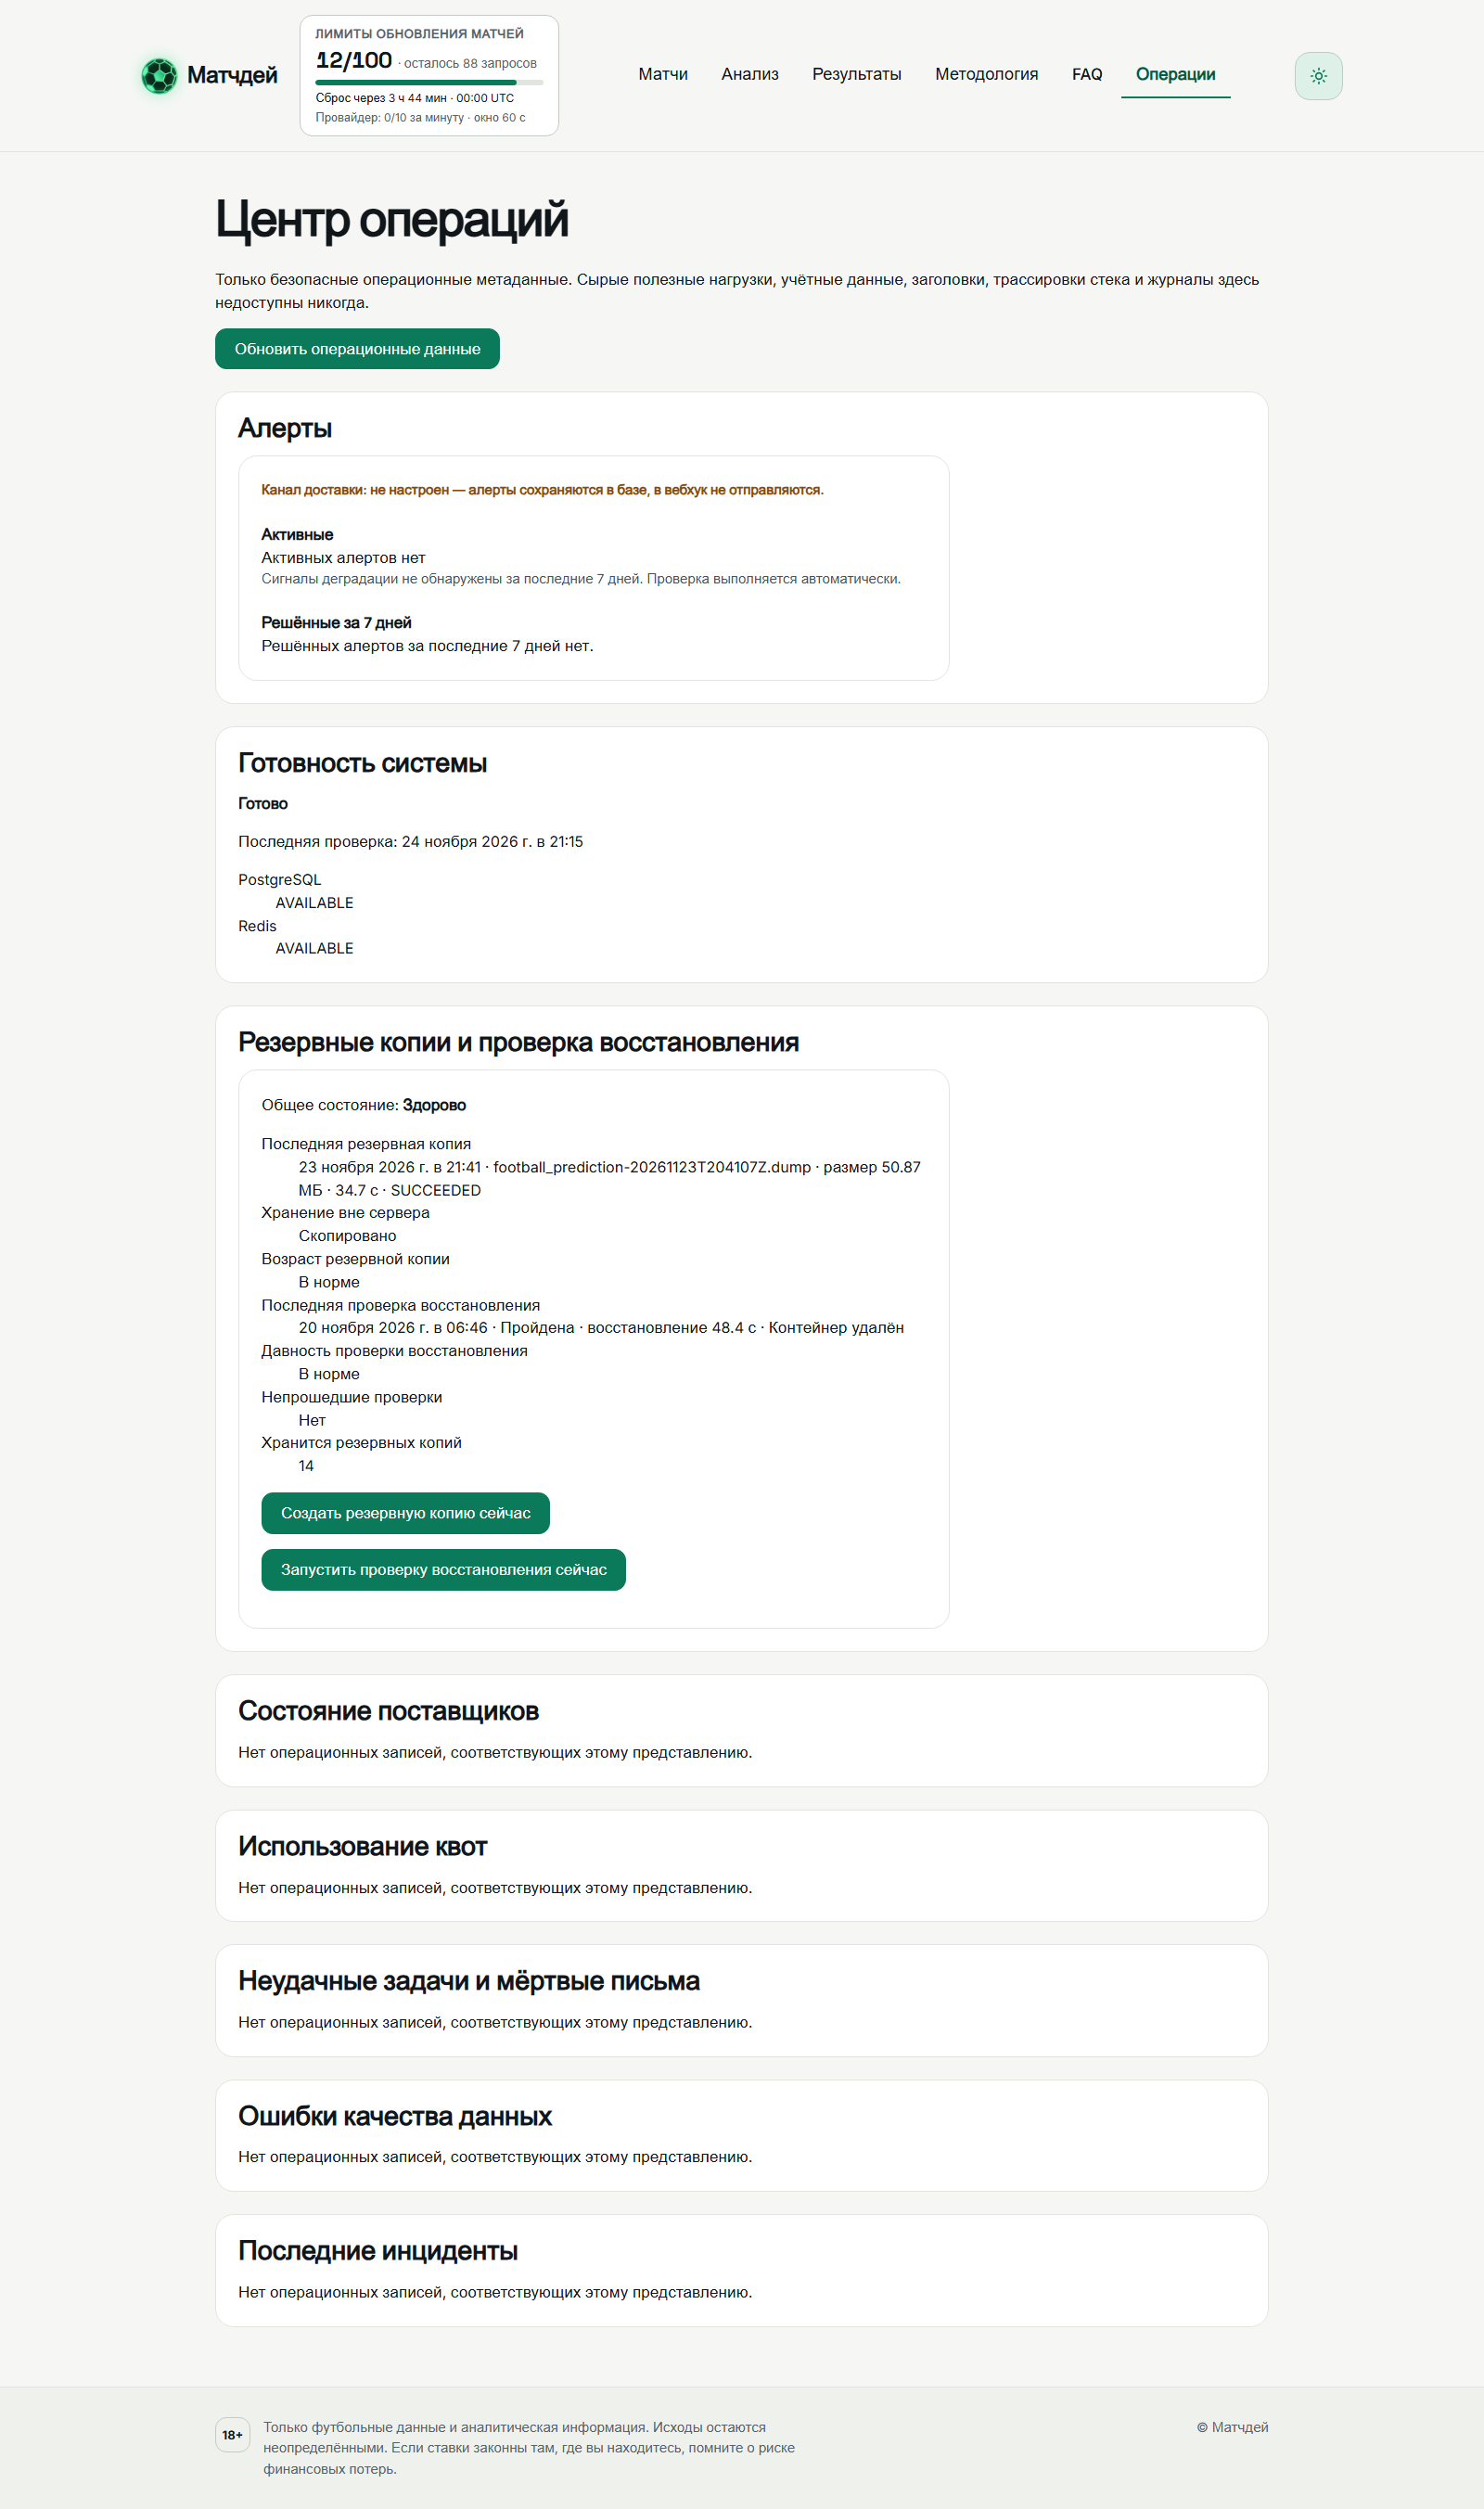 Матчдей
ЛИМИТЫ ОБНОВЛЕНИЯ МАТЧЕЙ
12/100 · осталось 88 запросов
Сброс через 3 ч 44 мин · 00:00 UTC
Провайдер: 0/10 за минуту · окно 60 с
Матчи
Анализ
Результаты
Методология
FAQ
Операции
Центр операций
Только безопасные операционные метаданные. Сырые полезные нагрузки, учётные данные, заголовки, трассировки стека и журналы здесь
недоступны никогда.
Обновить операционные данные
Алерты
Канал доставки: не настроен — алерты сохраняются в базе, в вебхук не отправляются.
Активные
Активных алертов нет
Сигналы деградации не обнаружены за последние 7 дней. Проверка выполняется автоматически.
Решённые за 7 дней
Решённых алертов за последние 7 дней нет.
Готовность системы
Готово
Последняя проверка: 24 ноября 2026 г. в 21:15
PostgreSQL
AVAILABLE
Redis
AVAILABLE
Резервные копии и проверка восстановления
Общее состояние: Здорово
Последняя резервная копия
23 ноября 2026 г. в 21:41 · football_prediction-20261123T204107Z.dump · размер 50.87
МБ · 34.7 с · SUCCEEDED
Хранение вне сервера
Скопировано
Возраст резервной копии
В норме
Последняя проверка восстановления
20 ноября 2026 г. в 06:46 · Пройдена · восстановление 48.4 с · Контейнер удалён
Давность проверки восстановления
В норме
Непрошедшие проверки
Нет
Хранится резервных копий
14
Создать резервную копию сейчас
Запустить проверку восстановления сейчас
Состояние поставщиков
Нет операционных записей, соответствующих этому представлению.
Использование квот
Нет операционных записей, соответствующих этому представлению.
Неудачные задачи и мёртвые письма
Нет операционных записей, соответствующих этому представлению.
Ошибки качества данных
Нет операционных записей, соответствующих этому представлению.
Последние инциденты
Нет операционных записей, соответствующих этому представлению.
18+
Только футбольные данные и аналитическая информация. Исходы остаются
неопределёнными. Если ставки законны там, где вы находитесь, помните о риске
финансовых потерь.
© Матчдей